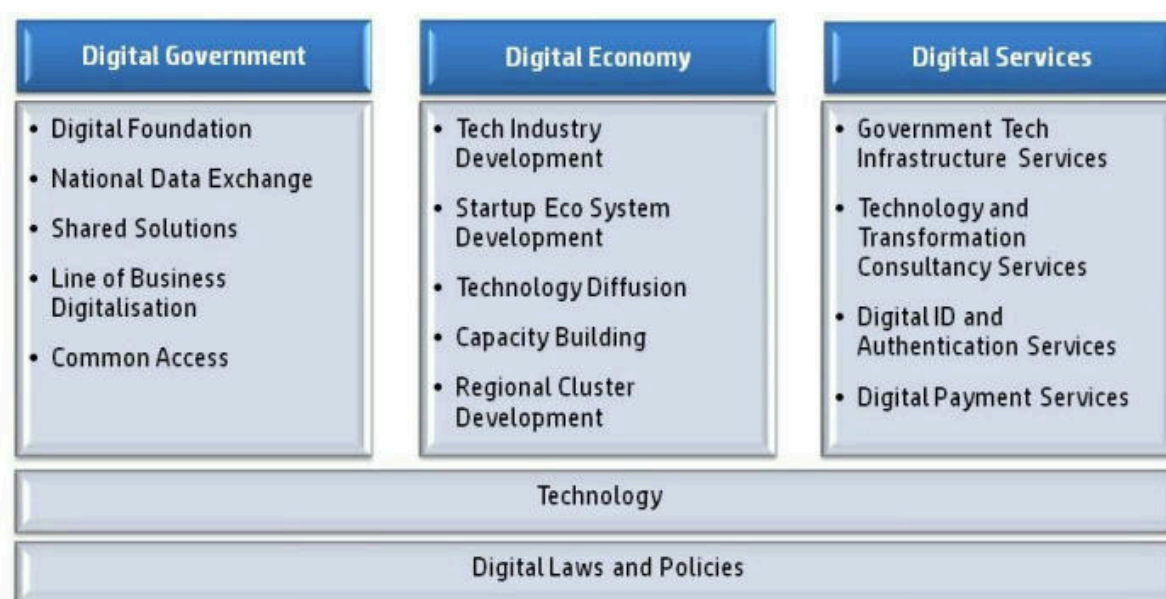 Digital Government
• Digital Foundation
• National Data Exchange
• Shared Solutions
• Line of Business
Digitalisation
• Common Access
Digital Economy
• Tech Industry
Development
• Startup Eco System
Development
• Technology Diffusion
• Capacity Building
• Regional Cluster
Development
Digital Services
• Government Tech
Infrastructure Services
• Technology and
Transformation
Consultancy Services
• Digital ID and
Authentication Services
• Digital Payment Services
Technology
Digital Laws and Policies